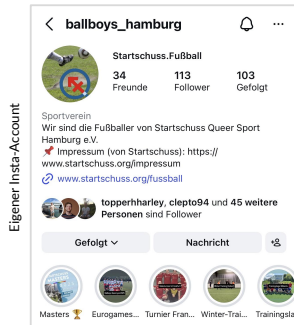 Eigener Insta-Account
ballboys_hamburg
Startschuss.Fußball
34 113 103
Freunde Follower Gefolgt
Sportverein
Wir sind die Fußballer von Startschuss Queer Sport
Hamburg e.V.
📌 Impressum (von Startschuss): https://
www.startschuss.org/impressum
www.startschuss.org/fussball
topperhharley, clepto94 und 45 weitere
Personen sind Follower
Gefolgt Nachricht
Masters 🏆 Eurogames... Turnier Fran... Winter-Trai... Trainingsla